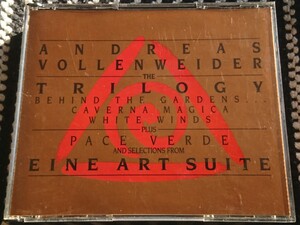 ANDREAS
VOLLENWEIDER
THE
TRILOGY
BEHIND THE GARDENS...
CAVERNA MAGICA
WHITE WINDS
PLUS
PACE VERDE
AND SELECTIONS FROM
EINE ART SUITE